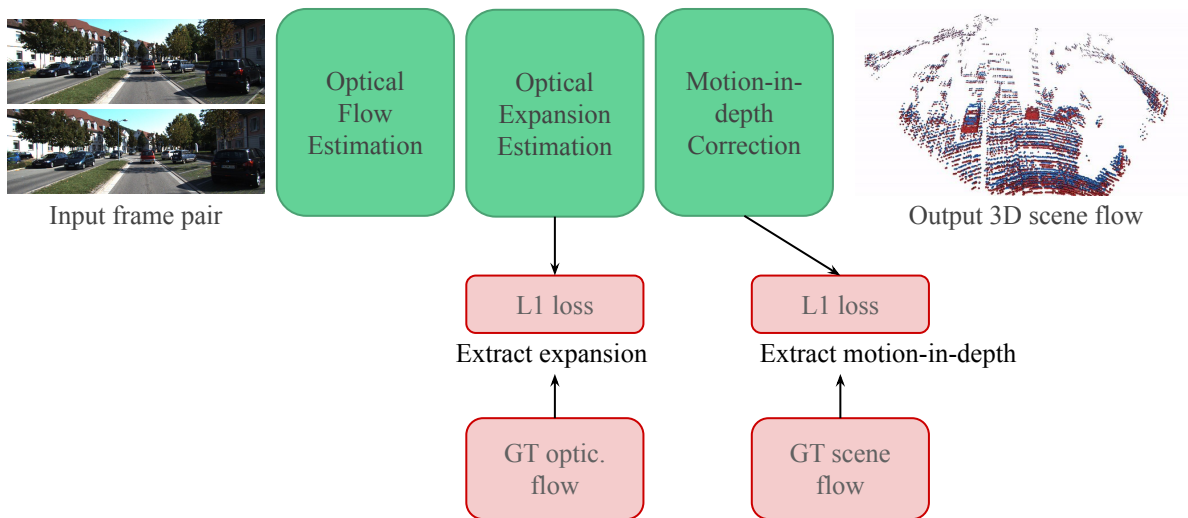 Optical
Flow
Estimation
Optical
Expansion
Estimation
Motion-in-
depth
Correction
Input frame pair
Output 3D scene flow
L1 loss
L1 loss
Extract expansion
Extract motion-in-depth
GT optic.
flow
GT scene
flow